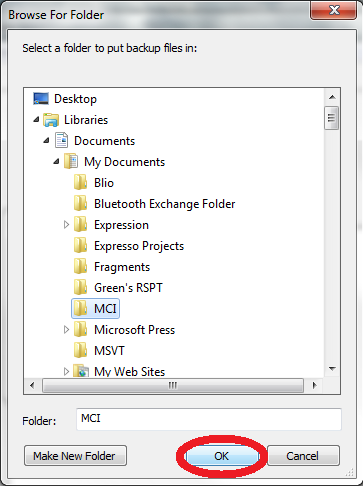 Browse For Folder
Select a folder to put backup files in:
Desktop
Libraries
Documents
My Documents
Blio
Bluetooth Exchange Folder
Expression
Expresso Projects
Fragments
Green's RSPT
MCI
Microsoft Press
MSVT
My Web Sites
Folder: MCI
Make New Folder OK Cancel